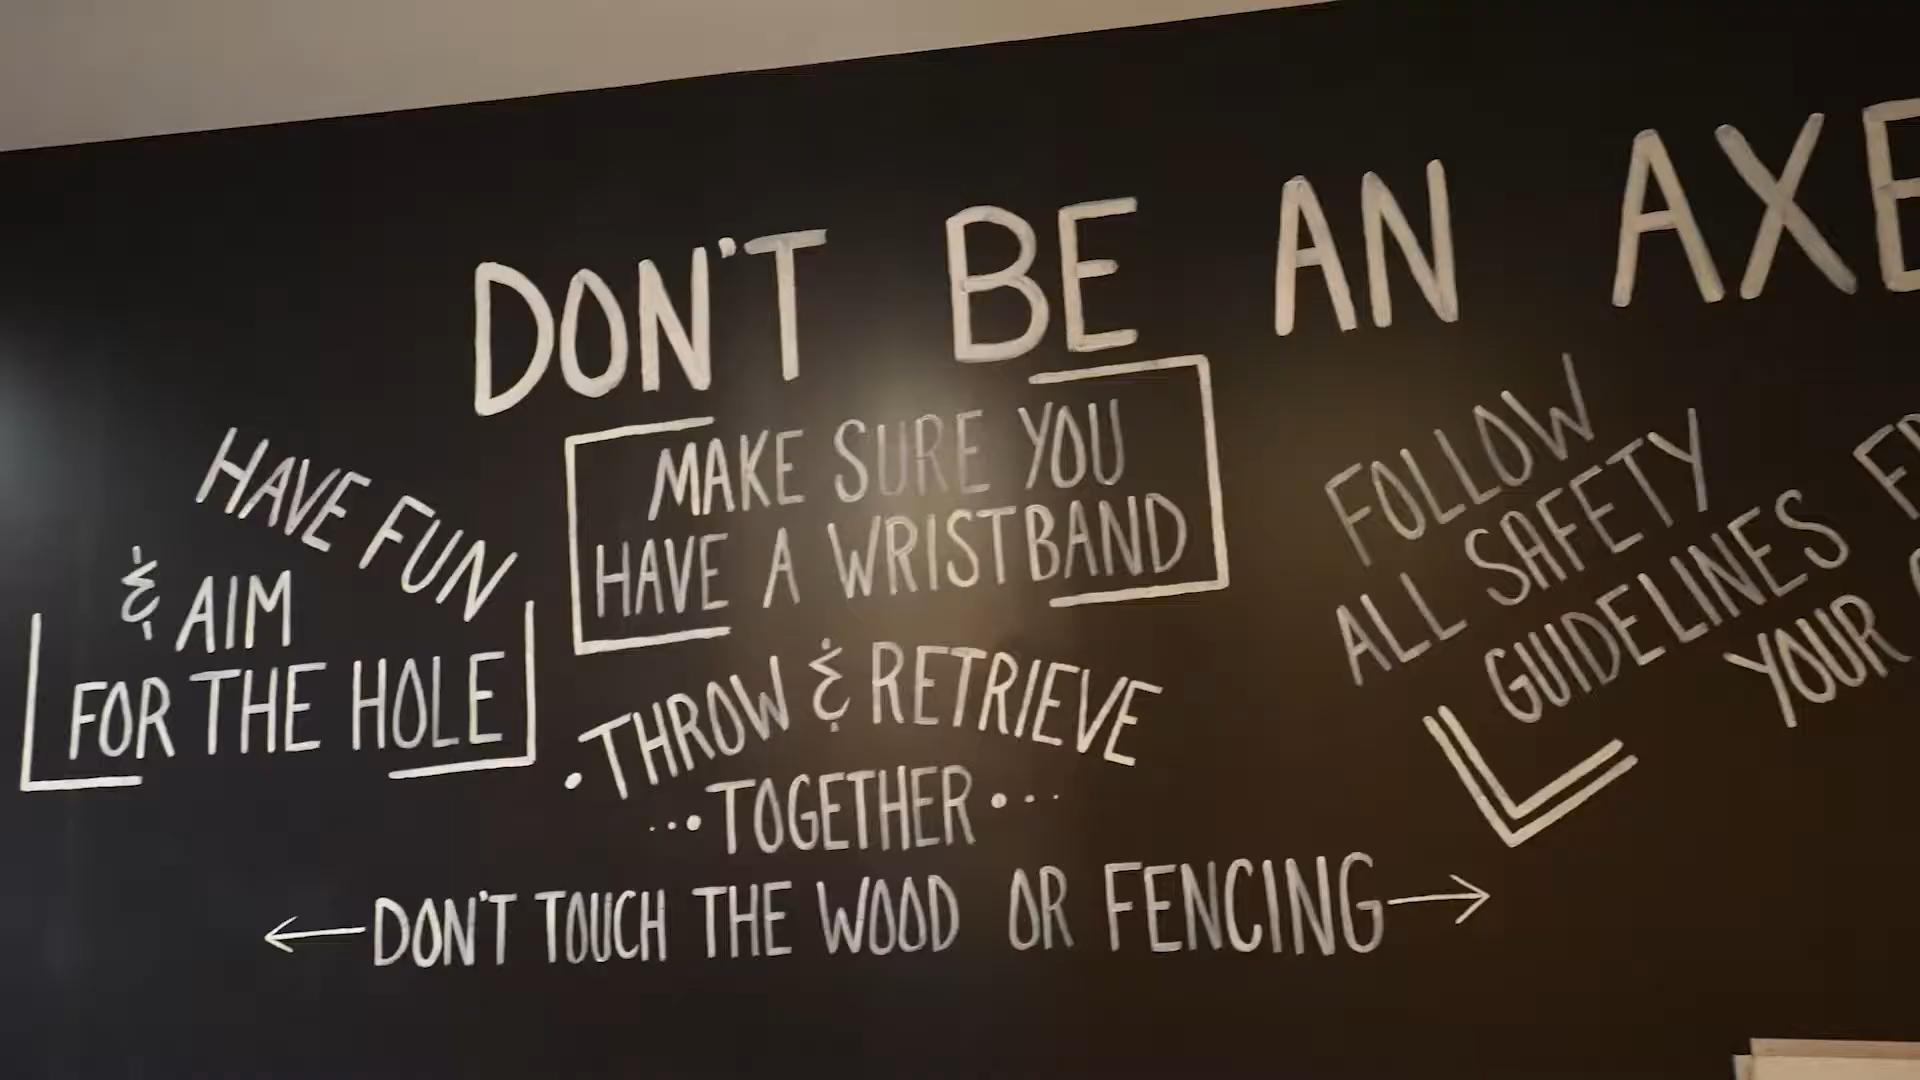 DON'T BE AN AXE
HAVE FUN
& AIM
FOR THE HOLE
MAKE SURE YOU
HAVE A WRISTBAND
THROW & RETRIEVE
TOGETHER
DON'T TOUCH THE WOOD OR FENCING
FOLLOW
ALL SAFETY
GUIDELINES
YOUR